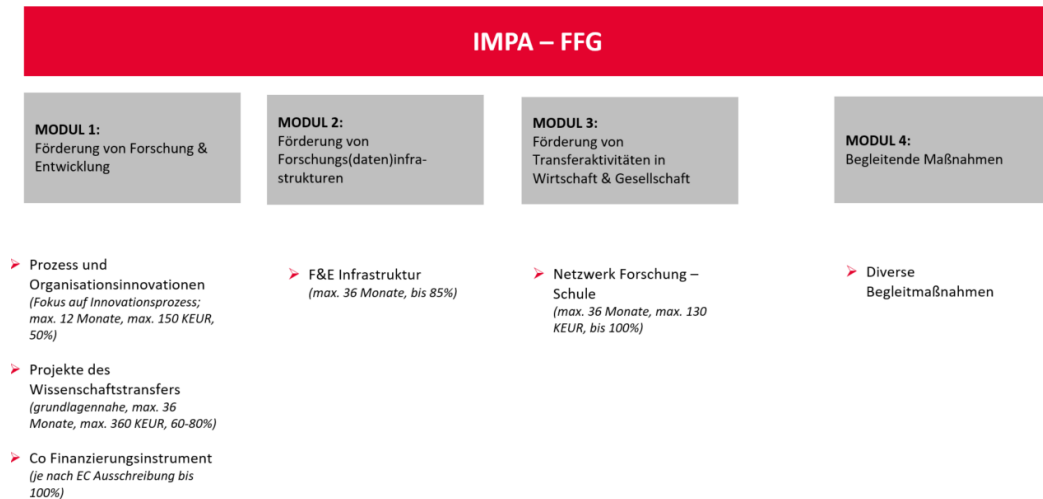 IMPA – FFG
MODUL 1:
Förderung von Forschung &
Entwicklung
MODUL 2:
Förderung von
Forschungs(daten)infra-
strukturen
MODUL 3:
Förderung von
Transferaktivitäten in
Wirtschaft & Gesellschaft
MODUL 4:
Begleitende Maßnahmen
Prozess und
Organisationsinnovationen
(Fokus auf Innovationsprozess;
max. 12 Monate, max. 150 KEUR,
50%)
Projekte des
Wissenschaftstransfers
(grundlagennahe, max. 36
Monate, max. 360 KEUR, 60-80%)
Co Finanzierungsinstrument
(je nach EC Ausschreibung bis
100%)
F&E Infrastruktur
(max. 36 Monate, bis 85%)
Netzwerk Forschung –
Schule
(max. 36 Monate, max. 130
KEUR, bis 100%)
Diverse
Begleitmaßnahmen